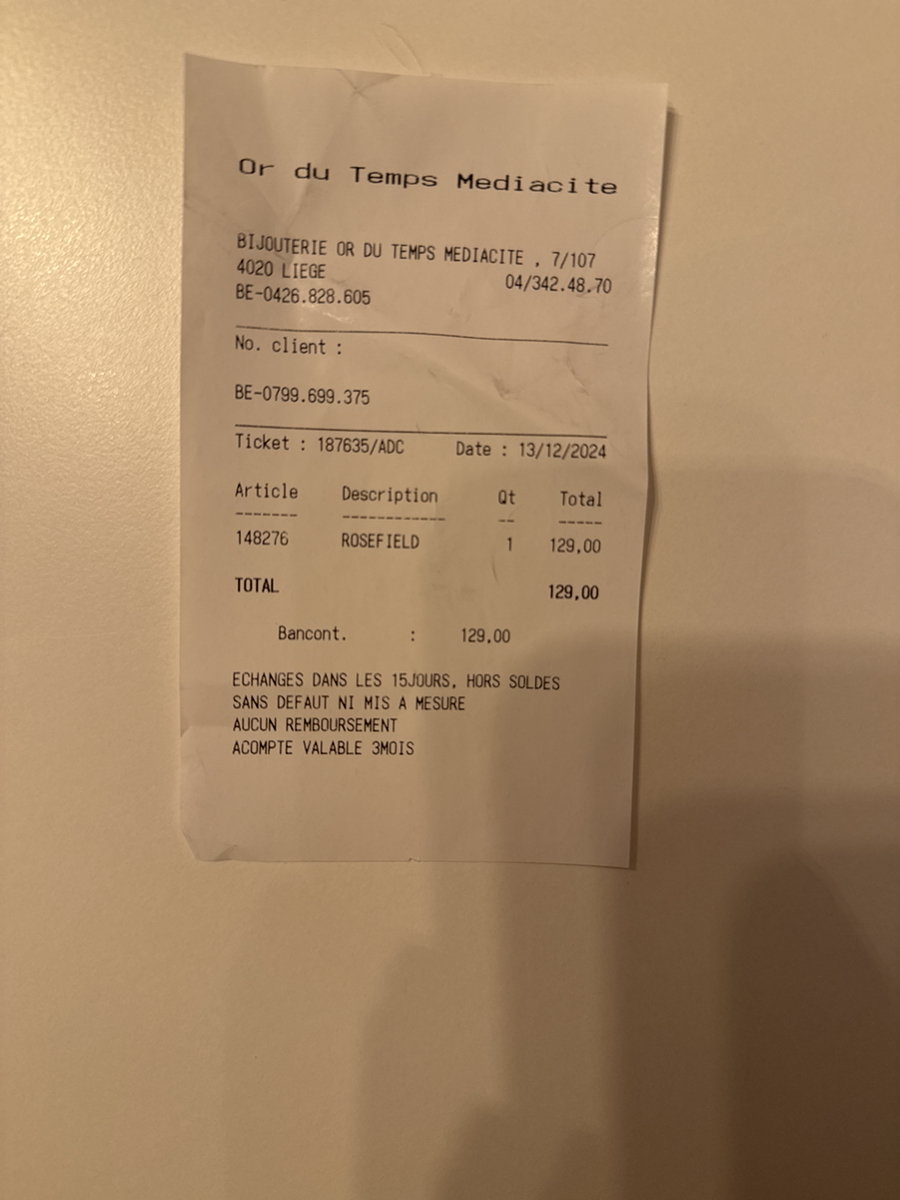 Or du Temps Mediacite
BIJOUTERIE OR DU TEMPS MEDIACITE , 7/107
4020 LIEGE 04/342.48.70
BE-0426.828.605
No. client :
BE-0799.699.375
Ticket : 187635/ADC Date : 13/12/2024
Article Description Qt Total
------- ------------ -- -----
148276 ROSEFIELD 1 129,00
TOTAL 129,00
Bancont. : 129,00
ECHANGES DANS LES 15JOURS, HORS SOLDES
SANS DEFAUT NI MIS A MESURE
AUCUN REMBOURSEMENT
ACOMPTE VALABLE 3MOIS